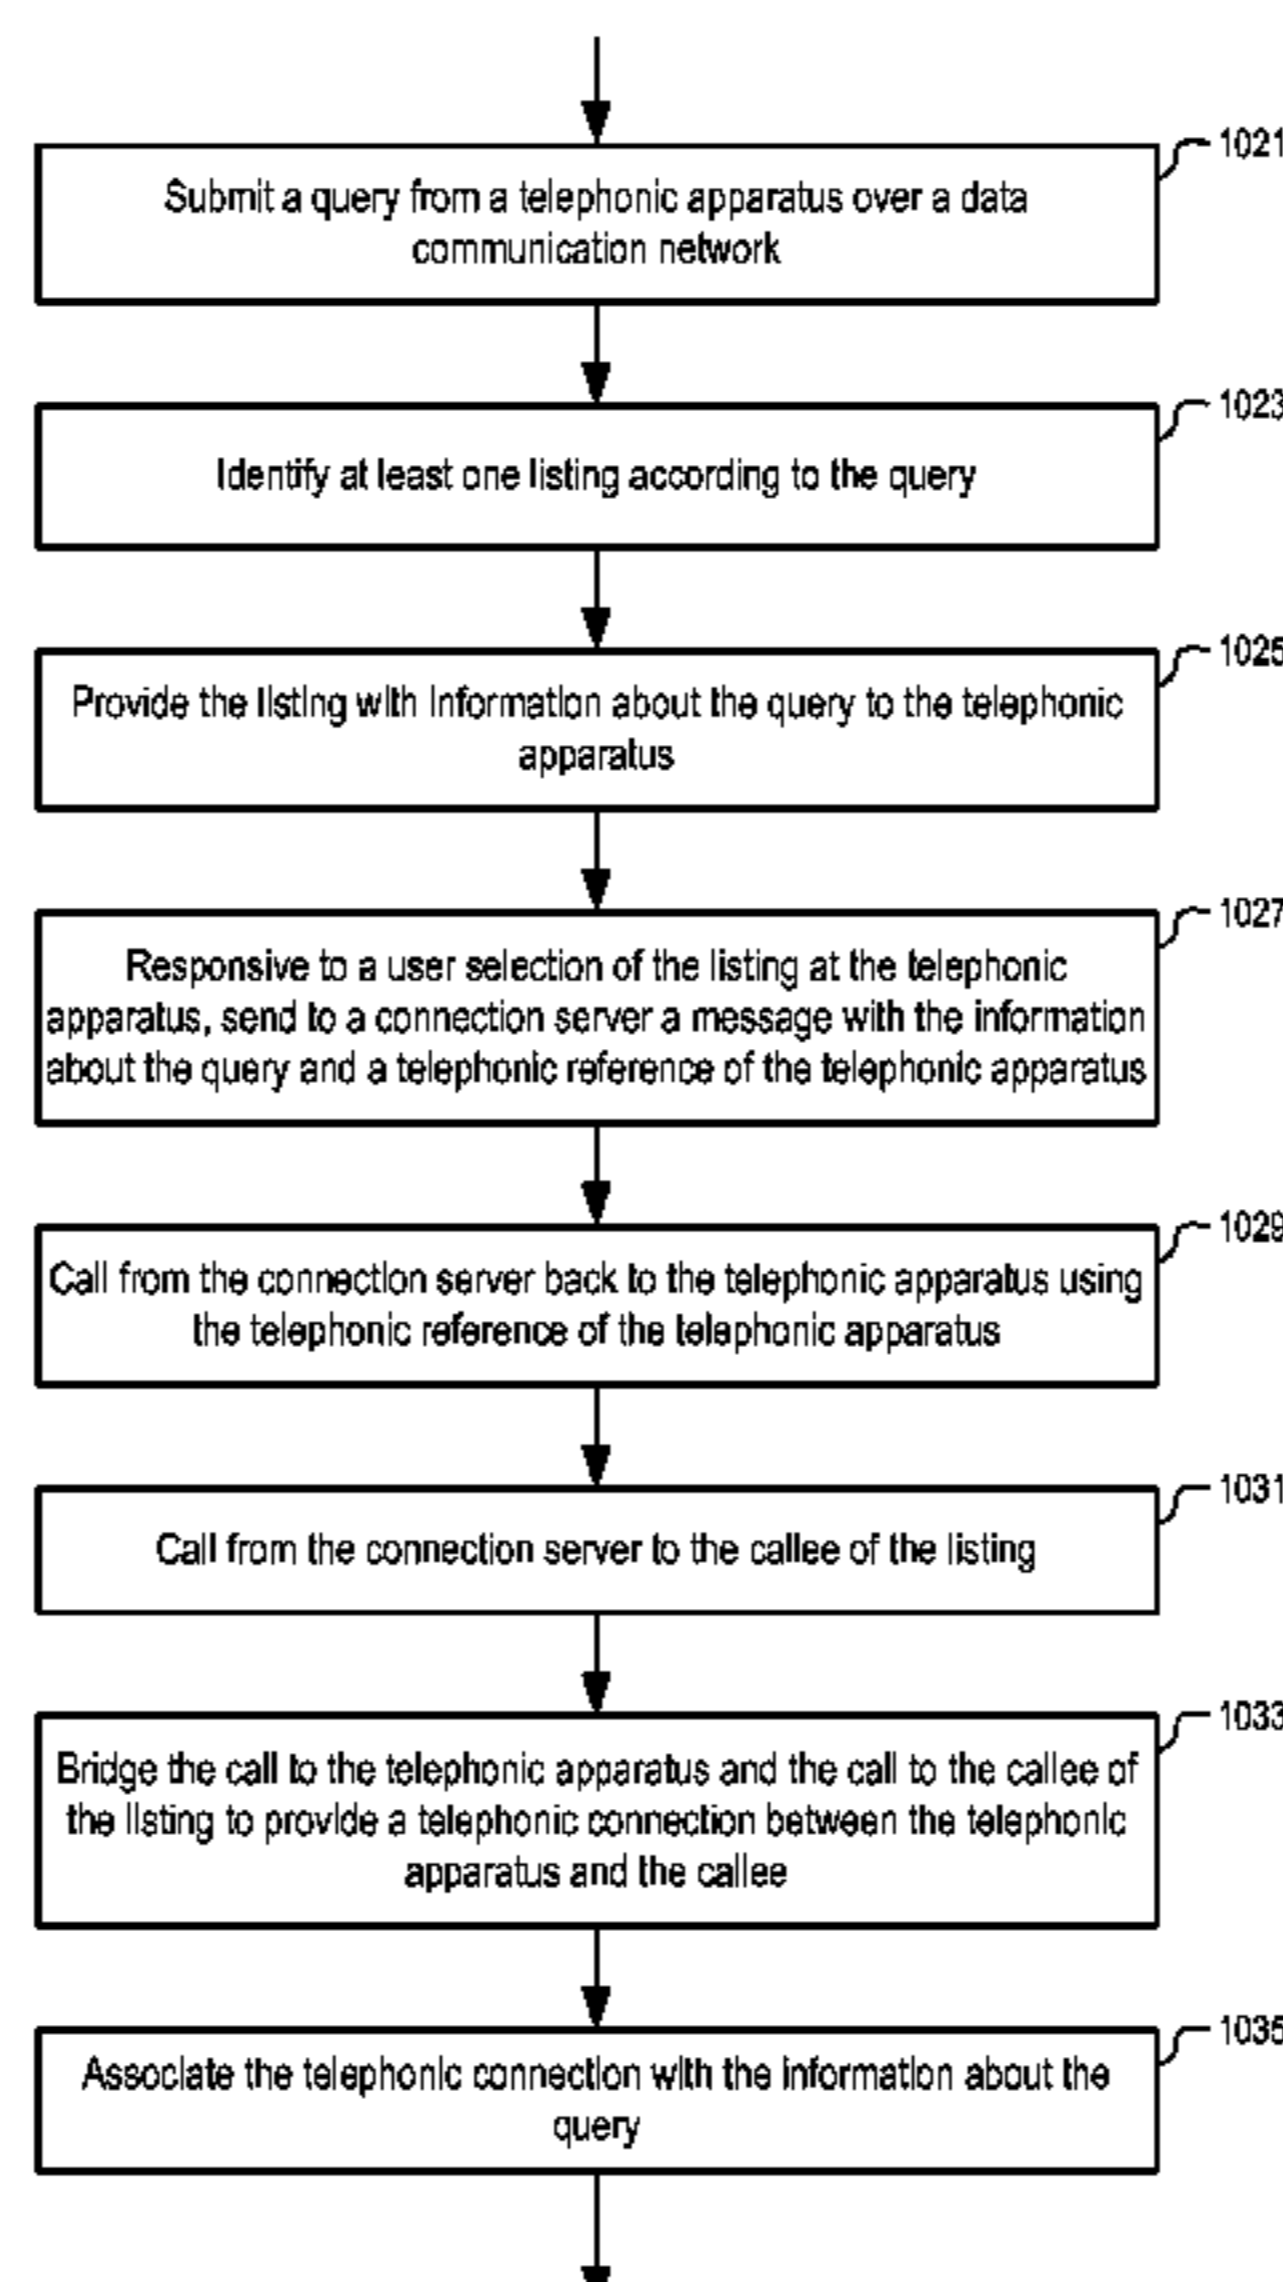 1021
Submit a query from a telephonic apparatus over a data
communication network
1023
Identify at least one listing according to the query
1025
Provide the listing with information about the query to the telephonic
apparatus
1027
Responsive to a user selection of the listing at the telephonic
apparatus, send to a connection server a message with the information
about the query and a telephonic reference of the telephonic apparatus
1029
Call from the connection server back to the telephonic apparatus using
the telephonic reference of the telephonic apparatus
1031
Call from the connection server to the callee of the listing
1033
Bridge the call to the telephonic apparatus and the call to the callee of
the listing to provide a telephonic connection between the telephonic
apparatus and the callee
1035
Associate the telephonic connection with the information about the
query